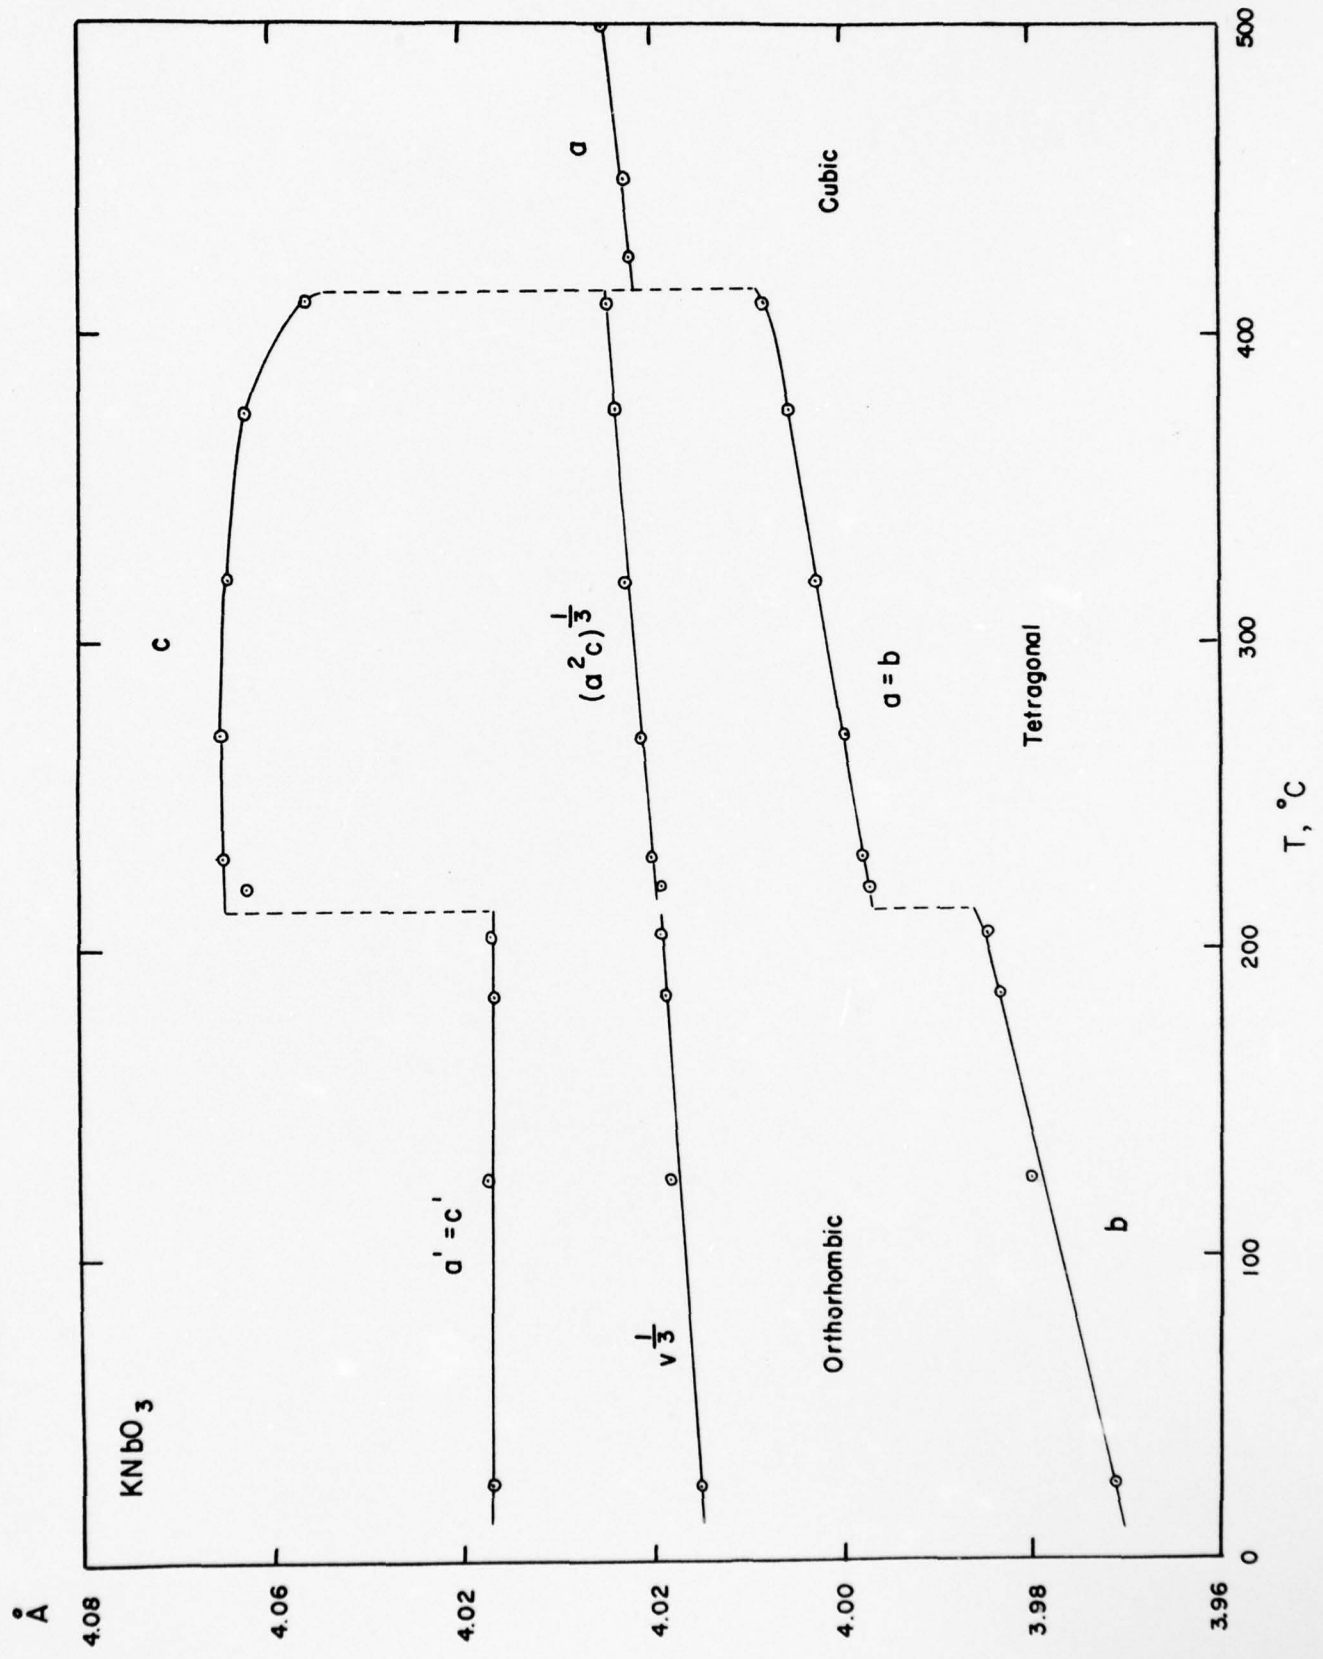 Å
4.08
4.06
4.02
4.02
4.00
3.98
3.96
KNbO₃
c
a' = c'
(a²c)^1/3
v^1/3
a
a = b
b
Orthorhombic
Tetragonal
Cubic
0
100
200
300
400
500
T, °C